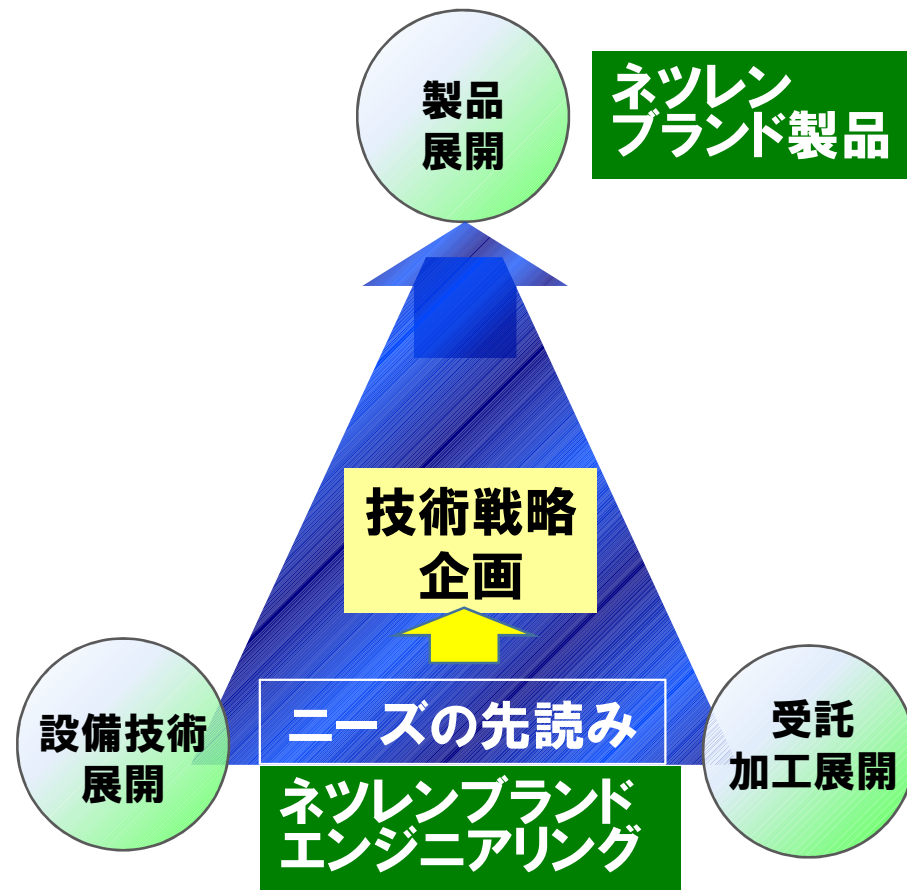 製品
展開
ネツレン
ブランド製品
技術戦略
企画
ニーズの先読み
設備技術
展開
受託
加工展開
ネツレンブランド
エンジニアリング